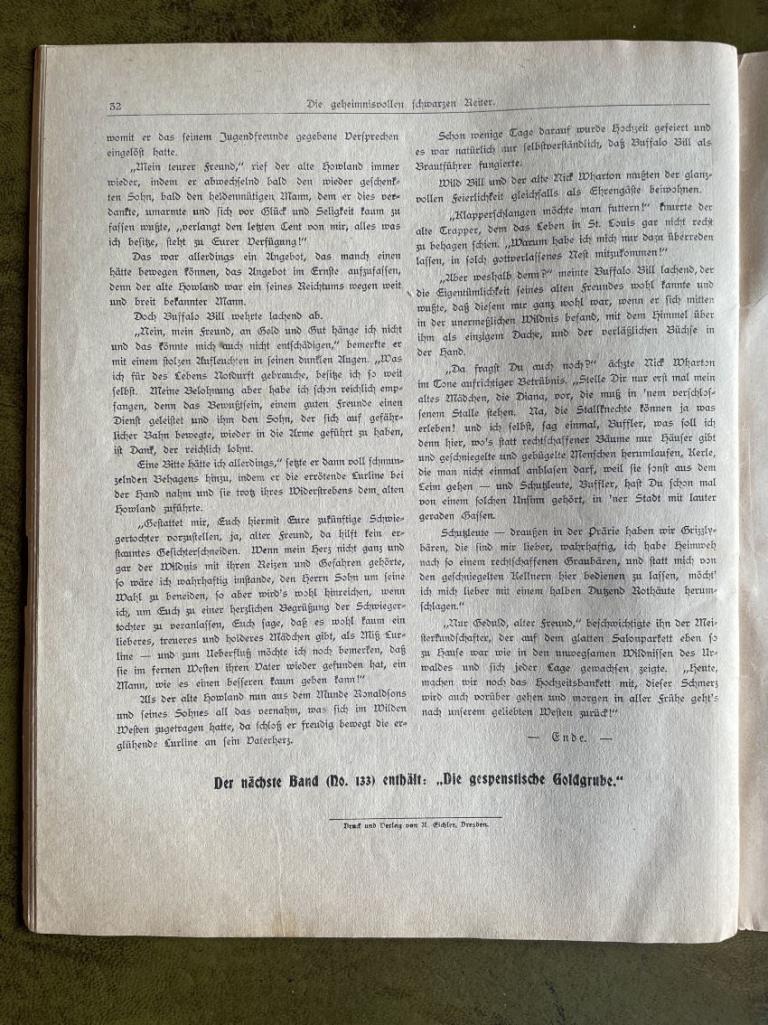 32
Die geheimnisvollen schwarzen Reiter.
womit er das seinem Jugendfreunde gegebene Versprechen
eingelöst hatte.
„Mein teurer Freund,“ rief der alte Howland immer
wieder, indem er abwechselnd bald den wieder geschenk-
ten Sohn, bald den heldenmütigen Mann, dem er dies ver-
dankte, umarmte und sich vor Glück und Seligkeit kaum zu
fassen wußte, „verlangt den letzten Cent von mir, alles was
ich besitze, steht zu Eurer Verfügung!“
Das war allerdings ein Angebot, das manch einen
hätte bewegen können, das Angebot im Ernste aufzufassen,
denn der alte Howland war ein seines Reichtums wegen weit
und breit bekannter Mann.
Doch Buffalo Bill wehrte lachend ab.
„Nein, mein Freund, an Geld und Gut hänge ich nicht
und das könnte mich auch nicht entschädigen,“ bemerkte er
mit einem stolzen Aufleuchten in seinen dunklen Augen. „Was
ich für des Lebens Notdurft gebrauche, besitze ich so weit
selbst. Meine Belohnung aber habe ich schon reichlich emp-
fangen, denn das Bewußtsein, einem guten Freunde einen
Dienst geleistet und ihm den Sohn, der sich auf gefähr-
licher Bahn bewegte, wieder in die Arme geführt zu haben,
ist Dank, der reichlich lohnt.
Eine Bitte hätte ich allerdings,“ setzte er dann voll schmun-
zelnden Behagens hinzu, indem er die errötende Lurline bei
der Hand nahm und sie trotz ihres Widerstrebens dem alten
Howland zuführte.
„Gestattet mir, Euch hiermit Eure zukünftige Schwie-
gertochter vorzustellen, ja, alter Freund, da hilft kein er-
stauntes Gesichterschneiden. Wenn mein Herz nicht ganz und
gar der Wildnis mit ihren Reizen und Gefahren gehörte,
so wäre ich wahrhaftig imstande, den Herrn Sohn um seine
Wahl zu beneiden, so aber wird's wohl hinreichen, wenn
ich, um Euch zu einer herzlichen Begrüßung der Schwieger-
tochter zu veranlassen, Euch sage, daß es wohl kaum ein
lieberes, treueres und holderes Mädchen gibt, als Miß Lur-
line — und zum Ueberfluß möchte ich noch bemerken, daß
sie im fernen Westen ihren Vater wieder gefunden hat, ein
Mann, wie es einen besseren kaum geben kann!“
Als der alte Howland nun aus dem Munde Ronaldsons
und seines Sohnes all das vernahm, was sich im Wilden
Westen zugetragen hatte, da schloß er freudig bewegt die er-
glühende Lurline an sein Vaterherz.
Schon wenige Tage darauf wurde Hochzeit gefeiert und
es war natürlich nur selbstverständlich, daß Buffalo Bill als
Brautführer fungierte.
Wild Bill und der alte Nick Wharton mußten der glanz-
vollen Feierlichkeit gleichfalls als Ehrengäste beiwohnen.
„Klapperschlangen möchte man futtern!“ knurrte der
alte Trapper, dem das Leben in St. Louis gar nicht recht
zu behagen schien. „Warum habe ich mich nur dazu überreden
lassen, in solch gottverlassenes Nest mitzukommen!“
„Aber weshalb denn?“ meinte Buffalo Bill lachend, der
die Eigentümlichkeit seines alten Freundes wohl kannte und
wußte, daß diesem nur ganz wohl war, wenn er sich mitten
in der unermeßlichen Wildnis befand, mit dem Himmel über
ihm als einzigem Dache, und der verläßlichen Büchse in
der Hand.
„Da fragst Du auch noch?“ ächzte Nick Wharton
im Tone aufrichtiger Betrübnis. „Stelle Dir nur erst mal mein
altes Mädchen, die Diana, vor, die muß in 'nem verschlos-
senem Stalle stehen. Na, die Stallknechte können ja was
erleben! und ich selbst, sag einmal, Buffler, was soll ich
denn hier, wo's statt rechtschaffener Bäume nur Häuser gibt
und geschniegelte und gebügelte Menschen herumlaufen, Kerle,
die man nicht einmal anblasen darf, weil sie sonst aus dem
Leim gehen — und Schutzleute, Buffler, hast Du schon mal
von einem solchen Unsinn gehört, in 'ner Stadt mit lauter
geraden Gassen.
Schutzleute — draußen in der Prärie haben wir Grizzly-
bären, die sind mir lieber, wahrhaftig, ich habe Heimweh
nach so einem rechtschaffenen Graubären, und statt mich von
den geschniegelten Kellnern hier bedienen zu lassen, möcht'
ich mich lieber mit einem halben Dutzend Rothäute herum-
schlagen.“
„Nur Geduld, alter Freund,“ beschwichtigte ihn der Mei-
sterkundschafter, der auf dem glatten Salonparkett eben so
zu Hause war wie in den unwegsamen Wildnissen des Ur-
waldes und sich jeder Lage gewachsen zeigte. „Heute,
machen wir noch das Hochzeitsbankett mit, dieser Schmerz
wird auch vorüber gehen und morgen in aller Frühe geht's
nach unserem geliebten Westen zurück!“
— Ende. —
Der nächste Band (No. 133) enthält: „Die gespenstische Goldgrube.“
Druck und Verlag von A. Eichler, Dresden.